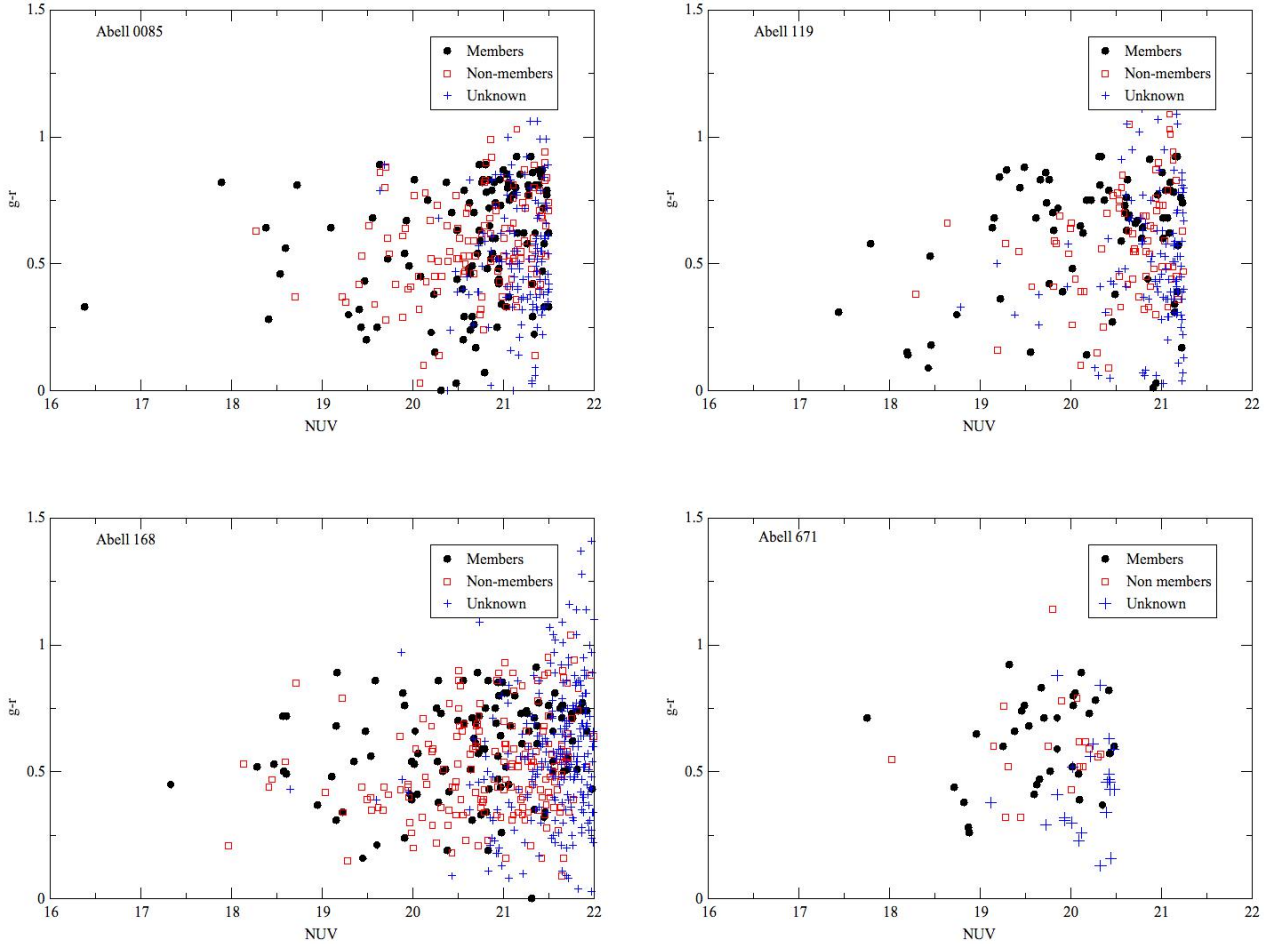 Abell 0085
Members
Non-members
Unknown
1.5
1
0.5
0
g-r
16 17 18 19 20 21 22
NUV
Abell 119
Members
Non-members
Unknown
1.5
1
0.5
0
g-r
16 17 18 19 20 21 22
NUV
Abell 168
Members
Non-members
Unknown
1.5
1
0.5
0
g-r
16 17 18 19 20 21 22
NUV
Abell 671
Members
Non members
Unknown
1.5
1
0.5
0
g-r
16 17 18 19 20 21 22
NUV